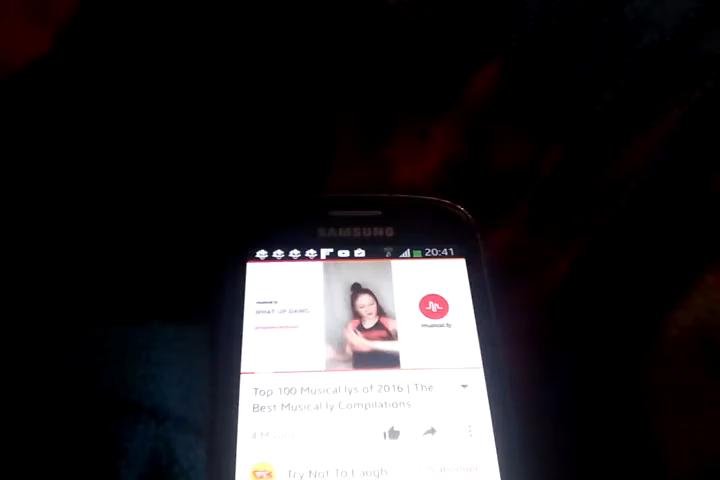 SAMSUNG
20:41
musical.ly
WHAT UP DAWG
musical.ly
Top 100 Musical lys of 2016 | The
Best Musical ly Compilations
Try Not To Laugh